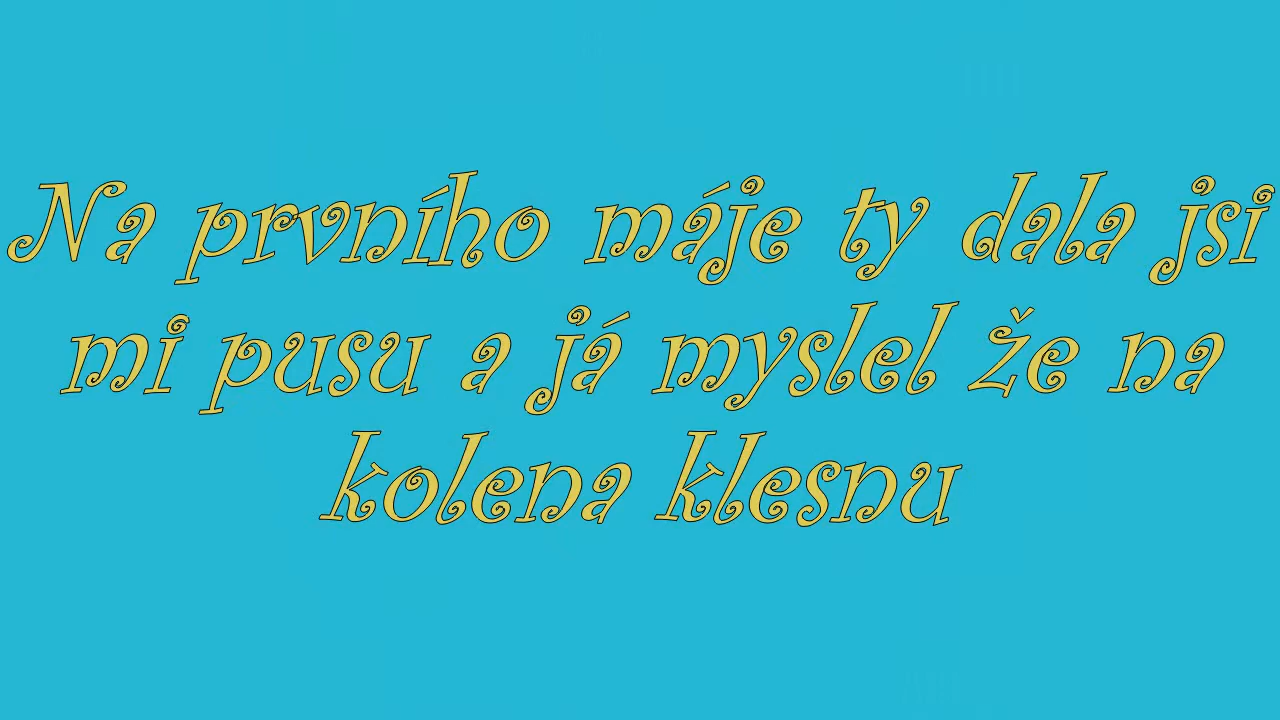 Na prvního máje ty dala jsi
mi pusu a já myslel že na
kolena klesnu